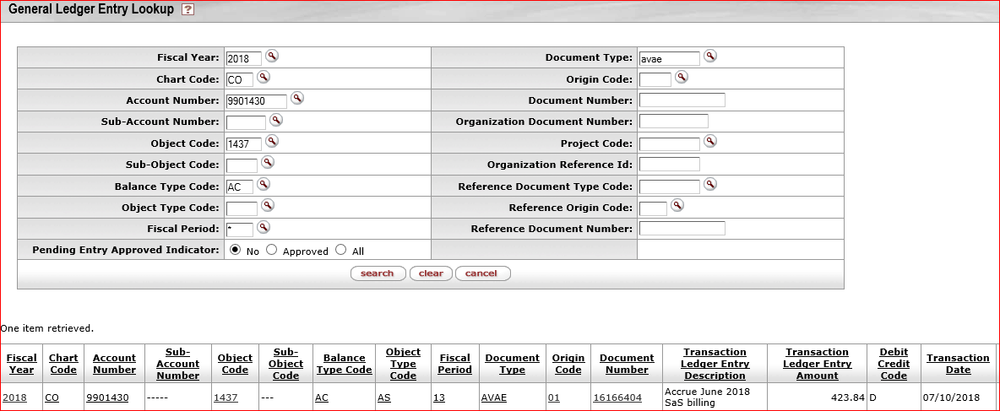 General Ledger Entry Lookup ?
Fiscal Year: 2018 Document Type: avae
Chart Code: CO Origin Code:
Account Number: 9901430 Document Number:
Sub-Account Number: Organization Document Number:
Object Code: 1437 Project Code:
Sub-Object Code: Organization Reference Id:
Balance Type Code: AC Reference Document Type Code:
Object Type Code: Reference Origin Code:
Fiscal Period: * Reference Document Number:
Pending Entry Approved Indicator: No Approved All
search clear cancel
One item retrieved.
Fiscal Year Chart Code Account Number Sub-Account Number Object Code Sub-Object Code Balance Type Code Object Type Code Fiscal Period Document Type Origin Code Document Number Transaction Ledger Entry Description Transaction Ledger Entry Amount Debit Credit Code Transaction Date
2018 CO 9901430 ----- 1437 --- AC AS 13 AVAE 01 16166404 Accrue June 2018 SaS billing 423.84 D 07/10/2018